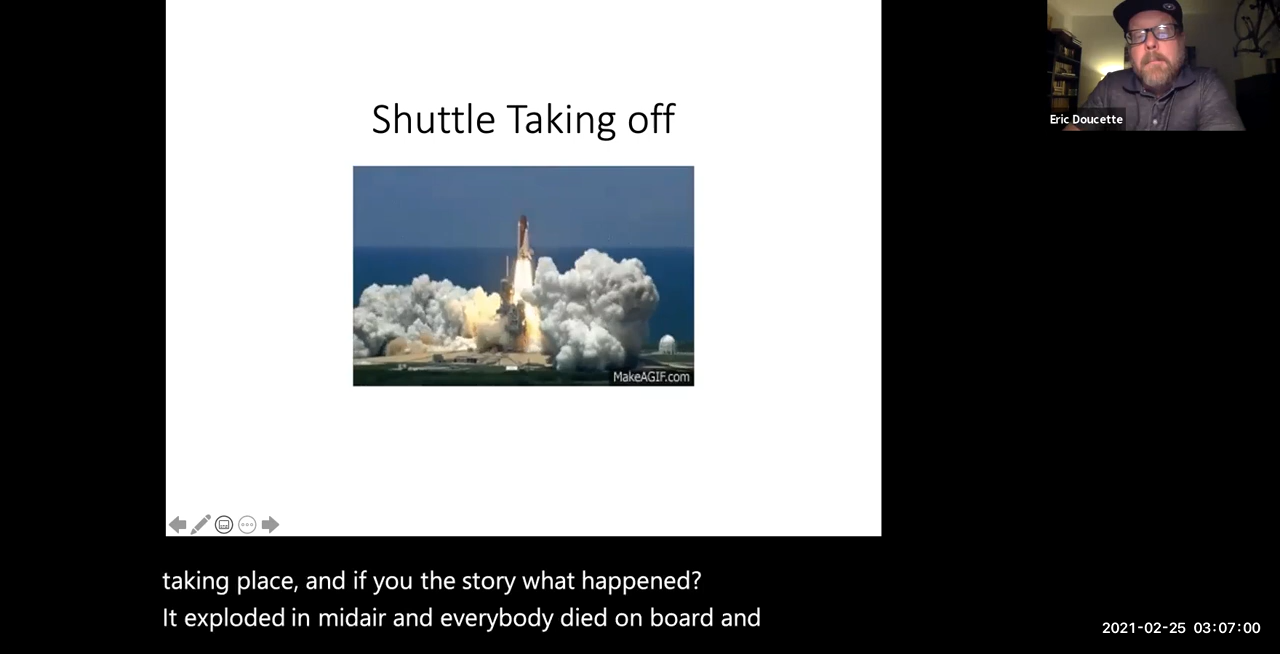 Shuttle Taking off
MakeAGIF.com
Eric Doucette
taking place, and if you the story what happened?
It exploded in midair and everybody died on board and
2021-02-25 03:07:00